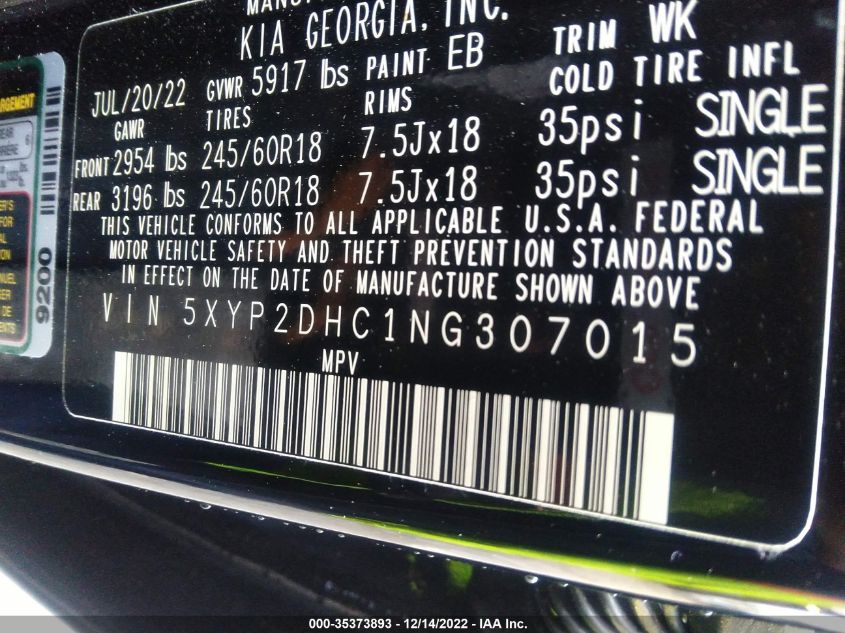 KIA GEORGIA, INC.
JUL/20/22 GVWR 5917 lbs PAINT EB TRIM WK
GAWR TIRES RIMS COLD TIRE INFL
FRONT 2954 lbs 245/60R18 7.5Jx18 35psi SINGLE
REAR 3196 lbs 245/60R18 7.5Jx18 35psi SINGLE
THIS VEHICLE CONFORMS TO ALL APPLICABLE U.S.A. FEDERAL
MOTOR VEHICLE SAFETY AND THEFT PREVENTION STANDARDS
IN EFFECT ON THE DATE OF MANUFACTURE SHOWN ABOVE
VIN 5XYP2DHC1NG307015
MPV
9200
000-35373893 - 12/14/2022 - IAA Inc.